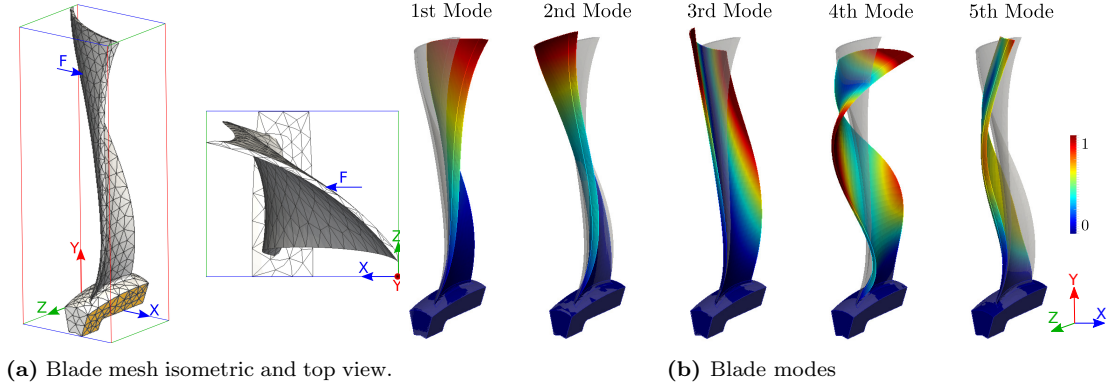 1st Mode 2nd Mode 3rd Mode 4th Mode 5th Mode
F
F
1
0
Y
Z
X
Z
X
Y
Y
Z
X
(a) Blade mesh isometric and top view.
(b) Blade modes